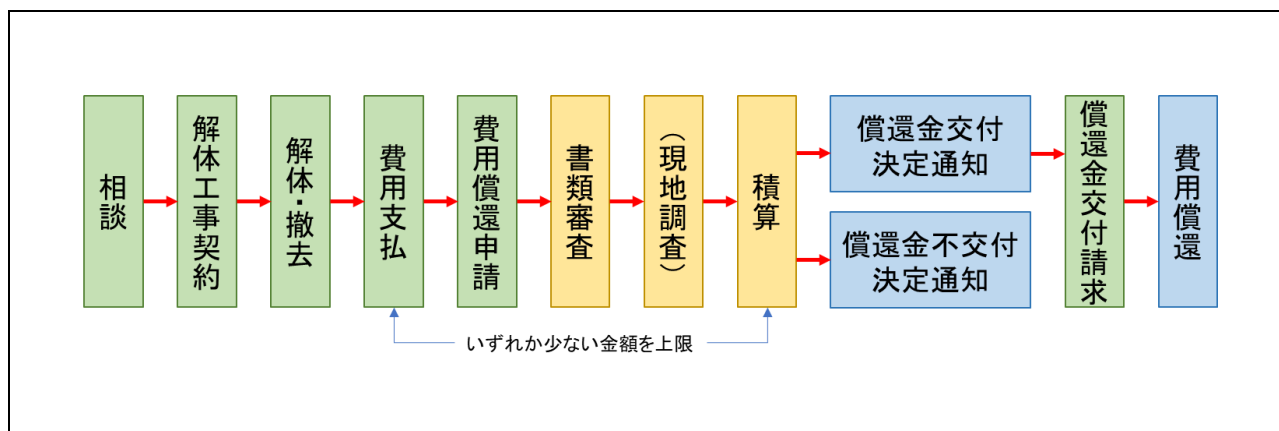 相談
解体工事契約
解体・撤去
費用支払
費用償還申請
書類審査
（現地調査）
積算
償還金交付
決定通知
償還金不交付
決定通知
償還金交付請求
費用償還
いずれか少ない金額を上限